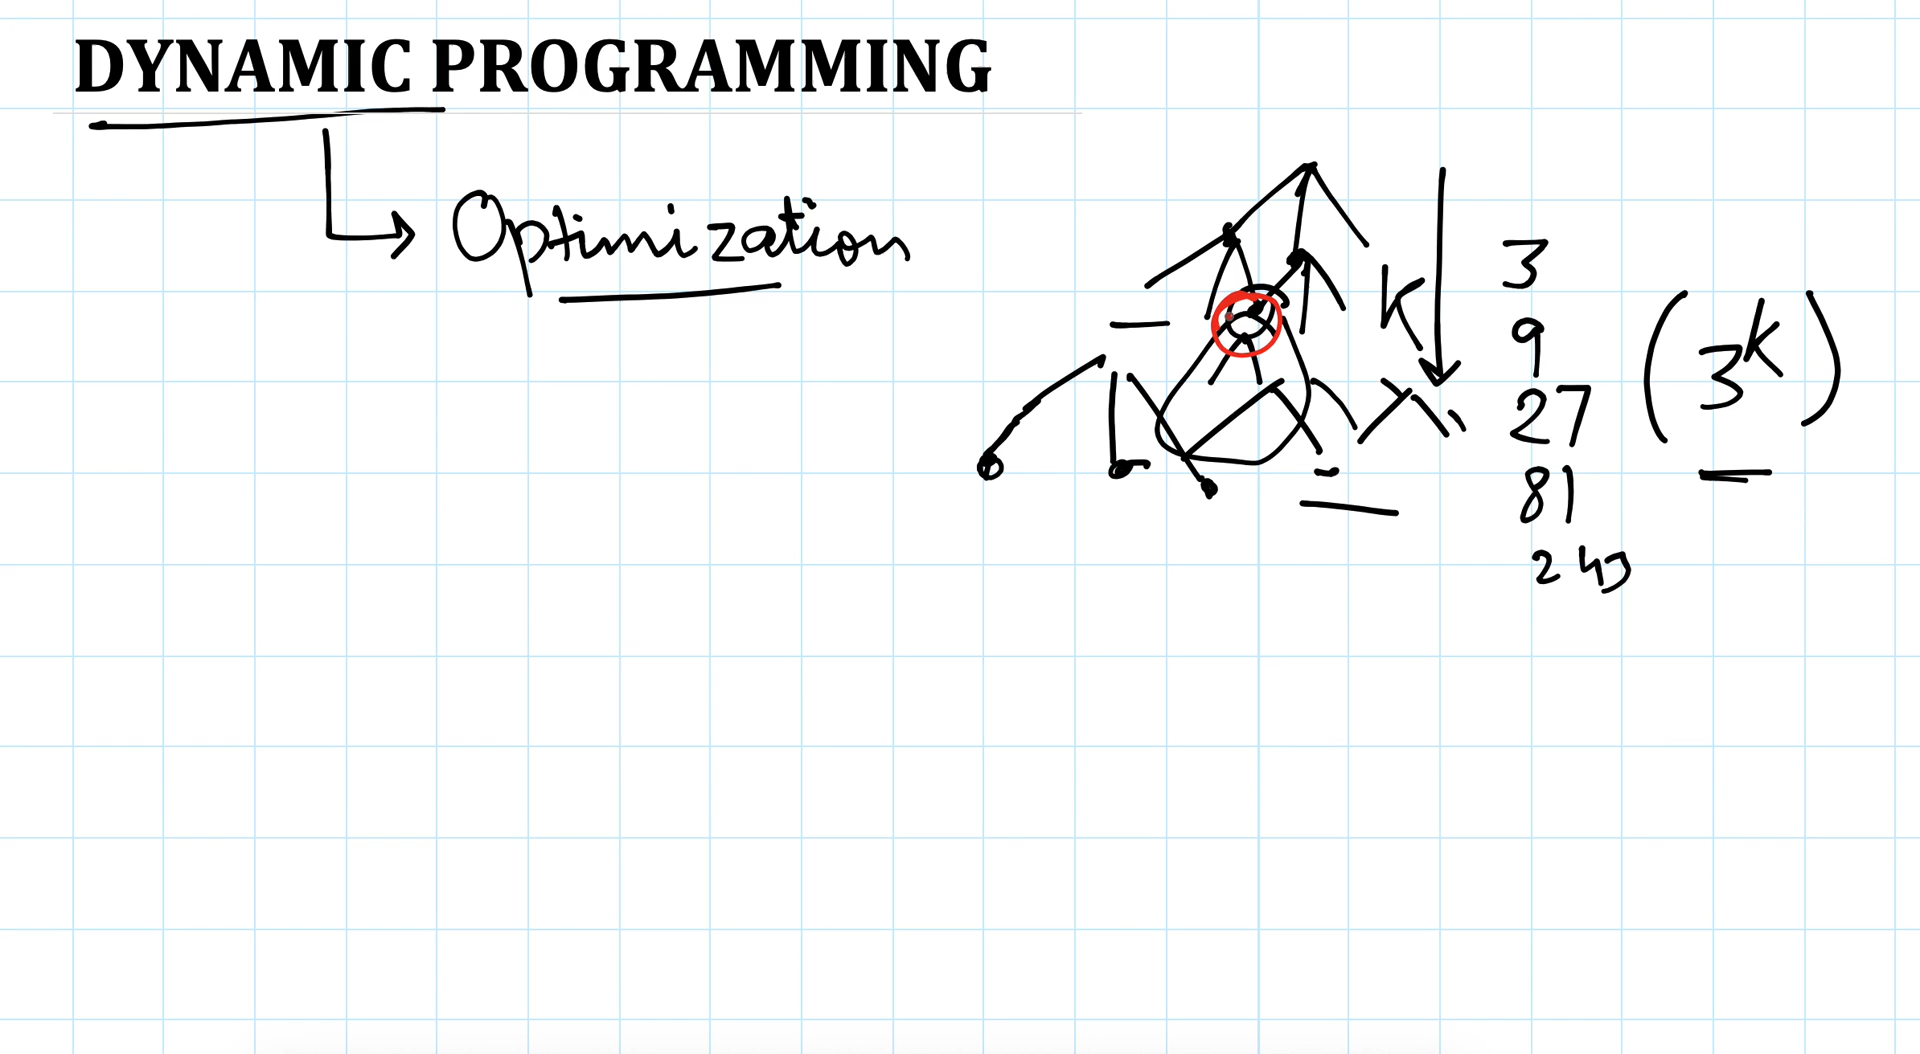 DYNAMIC PROGRAMMING
Optimization
K
3
9
27
81
243
(3^k)